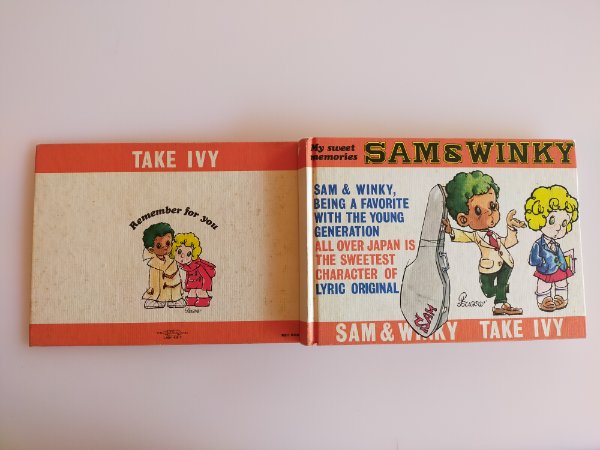 TAKE IVY
Remember for you
My sweet
memories
SAM & WINKY
SAM & WINKY,
BEING A FAVORITE
WITH THE YOUNG
GENERATION
ALL OVER JAPAN IS
THE SWEETEST
CHARACTER OF
LYRIC ORIGINAL
SAM
SAM & WINKY TAKE IVY